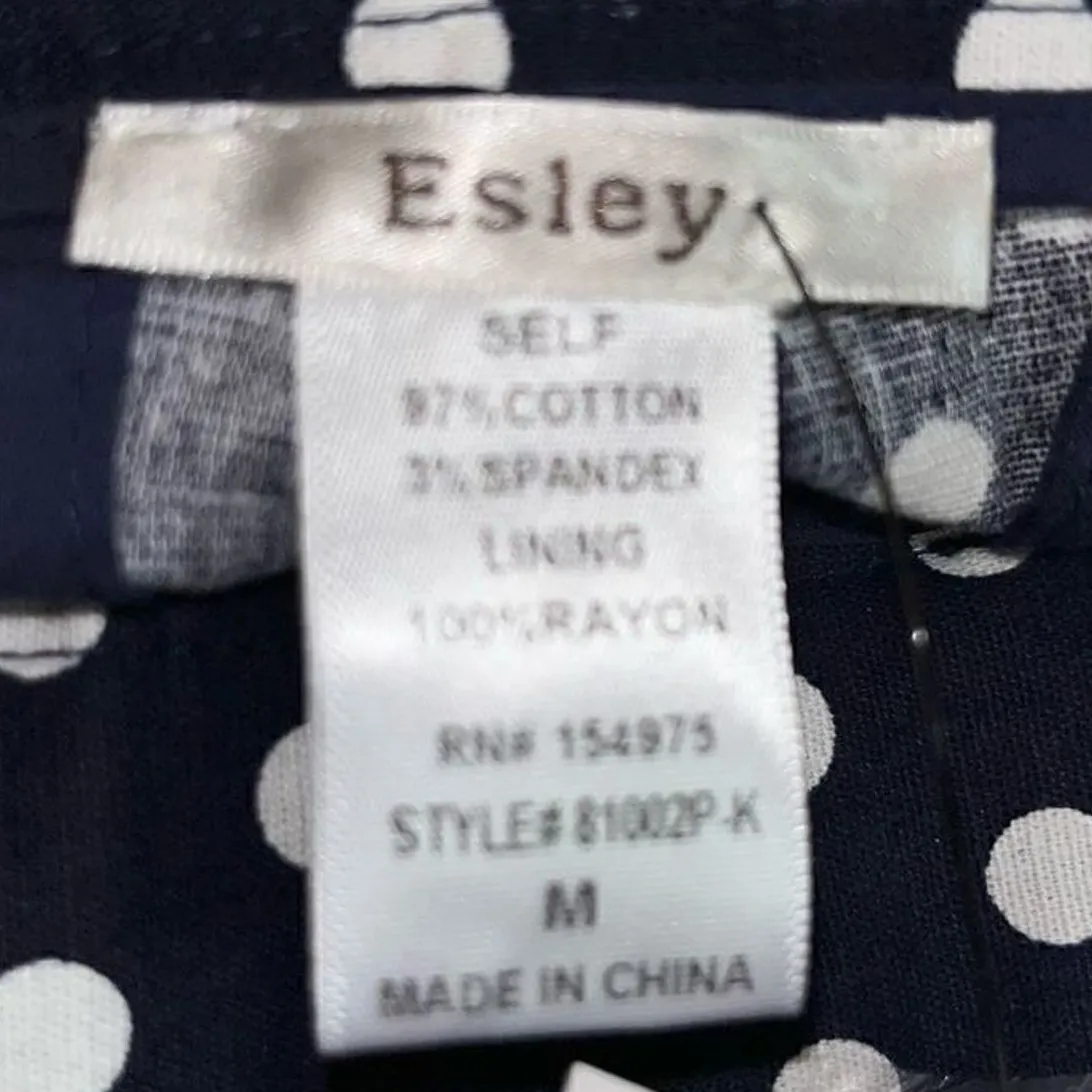 Esley
SELF
97% COTTON
3% SPANDEX
LINING
100% RAYON
RN# 154975
STYLE# 81002P-K
M
MADE IN CHINA